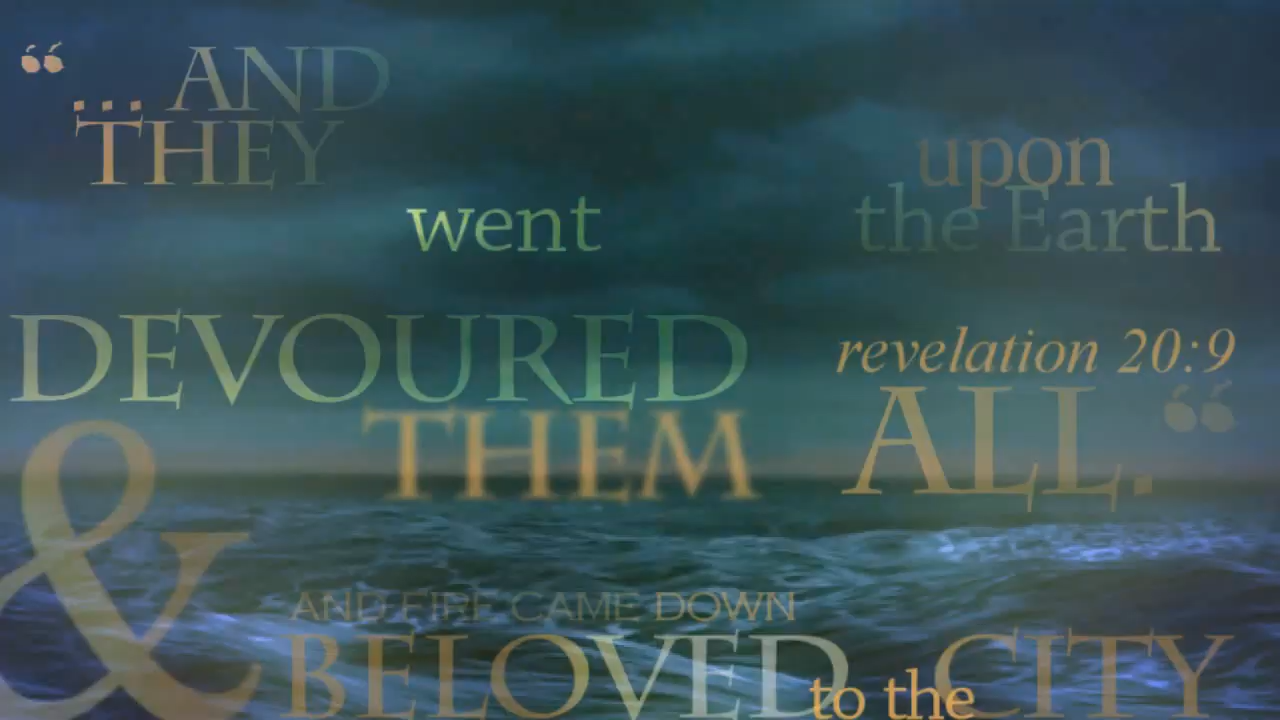 “ ... AND
THEY
went
upon
the Earth
DEVOURED
revelation 20:9
THEM
ALL.“
&
AND FIRE CAME DOWN
BELOVED CITY
to the